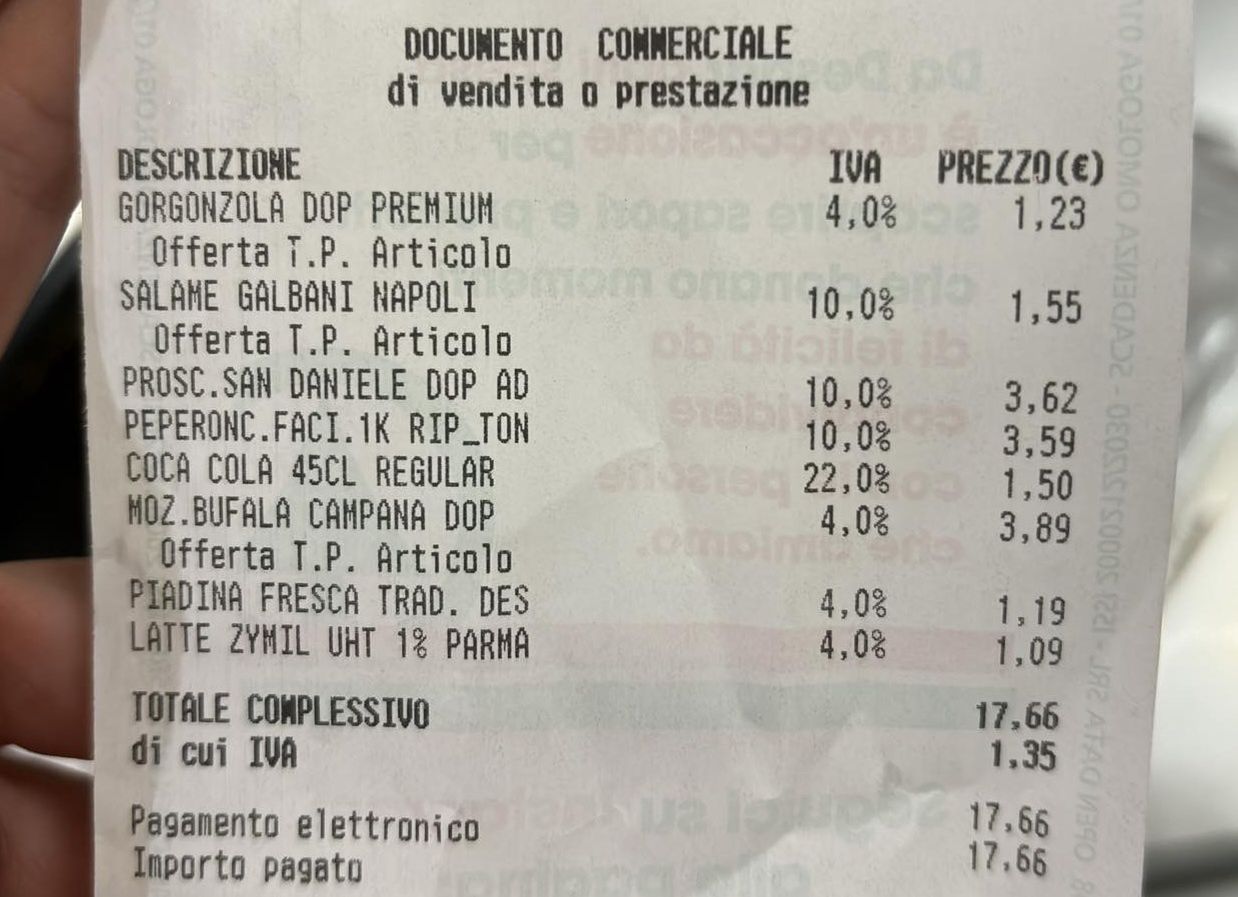 DOCUMENTO COMMERCIALE
di vendita o prestazione
DESCRIZIONE IVA PREZZO(€)
GORGONZOLA DOP PREMIUM 4,0% 1,23
Offerta T.P. Articolo
SALAME GALBANI NAPOLI 10,0% 1,55
Offerta T.P. Articolo
PROSC.SAN DANIELE DOP AD 10,0% 3,62
PEPERONC.FACI.1K RIP_TON 10,0% 3,59
COCA COLA 45CL REGULAR 22,0% 1,50
MOZ.BUFALA CAMPANA DOP 4,0% 3,89
Offerta T.P. Articolo
PIADINA FRESCA TRAD. DES 4,0% 1,19
LATTE ZYMIL UHT 1% PARMA 4,0% 1,09
TOTALE COMPLESSIVO 17,66
di cui IVA 1,35
Pagamento elettronico 17,66
Importo pagato 17,66